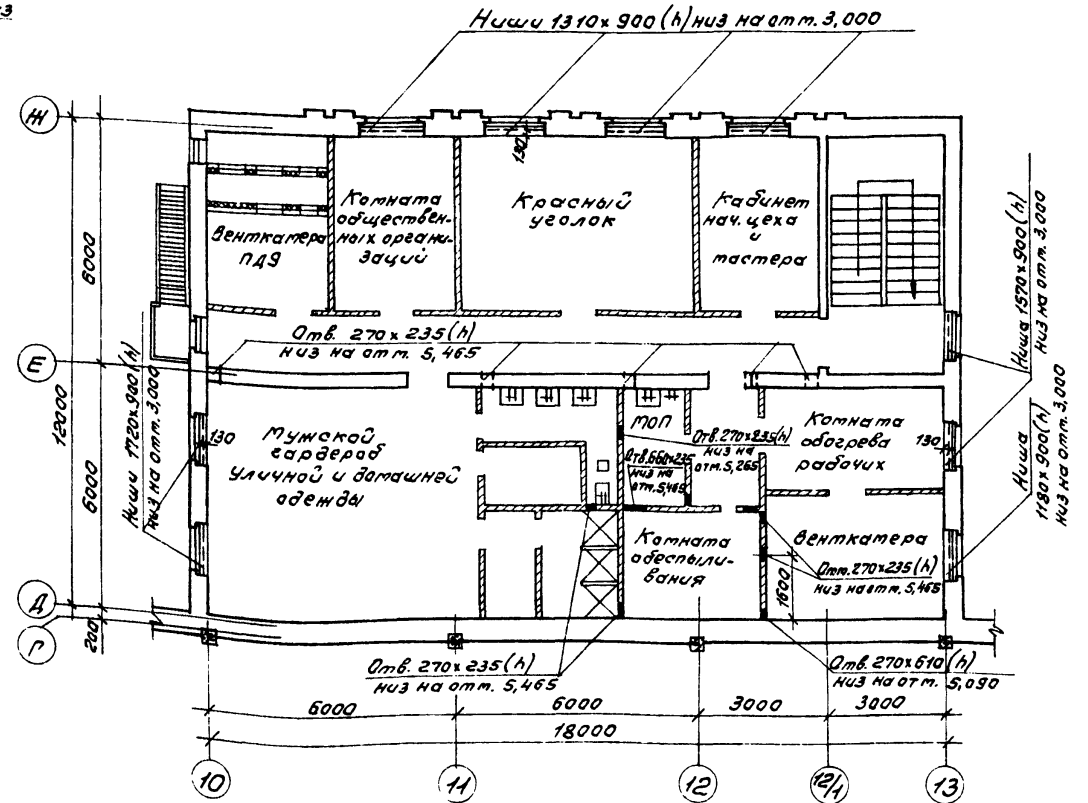 Ниши 1310х900 (h) низ на отм. 3,000
Ж
130
Комната
обществен-
ных органи-
заций
Красный
уголок
Кабинет
нач. цеха
и
мастера
Венткамера
ПД9
6000
Ниша 1570х900 (h)
низ на отм. 3,000
Отв. 270х235 (h)
низ на отм. 5,465
Е
12000
Ниши 1720х900 (h)
низ на отм. 3,000
130
Мужской
гардероб
уличной и домашней
одежды
МОП
Отв. 270х235 (h)
низ на
отм. 5,265
Отв. 660х235
низ на
отм. 5,465
Комната
обогрева
рабочих
130
Ниша
1180х900 (h)
низ на отм. 3,000
6000
Комната
обеспыли-
вания
Венткамера
Отм. 270х235 (h)
низ на отм. 5,465
1600
Д
Г
200
Отв. 270х235 (h)
низ на отм. 5,465
Отв. 270х610 (h)
низ на отм. 5,090
6000 6000 3000 3000
18000
10 11 12 12/1 13